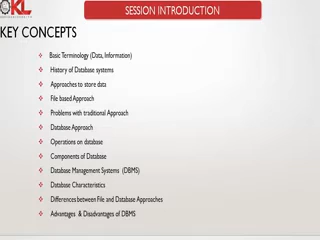 KL
SESSION INTRODUCTION
KEY CONCEPTS
Basic Terminology (Data, Information)
History of Database systems
Approaches to store data
File based Approach
Problems with traditional Approach
Database Approach
Operations on database
Components of Database
Database Management Systems (DBMS)
Database Characteristics
Differences between File and Database Approaches
Advantages & Disadvantages of DBMS